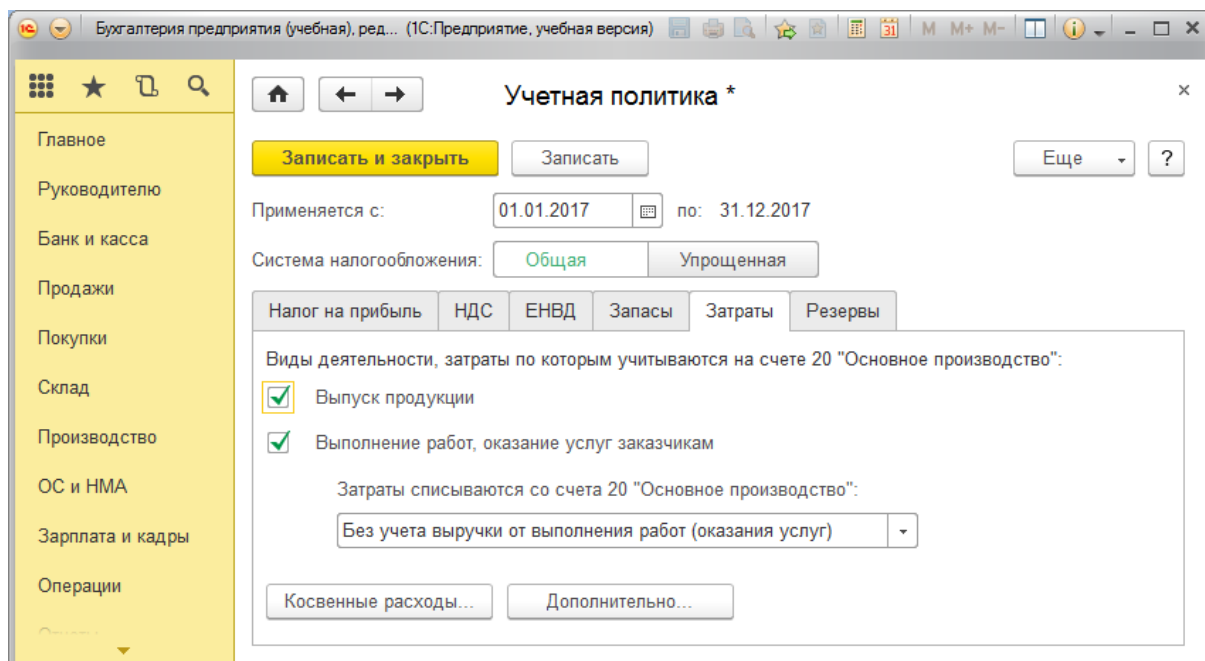 1С Бухгалтерия предприятия (учебная), ред... (1С:Предприятие, учебная версия) 31 M M+ M-
Учетная политика *
Главное
Руководителю
Банк и касса
Продажи
Покупки
Склад
Производство
ОС и НМА
Зарплата и кадры
Операции
Записать и закрыть Записать Еще ?
Применяется с: 01.01.2017 по: 31.12.2017
Система налогообложения: Общая Упрощенная
Налог на прибыль НДС ЕНВД Запасы Затраты Резервы
Виды деятельности, затраты по которым учитываются на счете 20 "Основное производство":
Выпуск продукции
Выполнение работ, оказание услуг заказчикам
Затраты списываются со счета 20 "Основное производство":
Без учета выручки от выполнения работ (оказания услуг)
Косвенные расходы... Дополнительно...